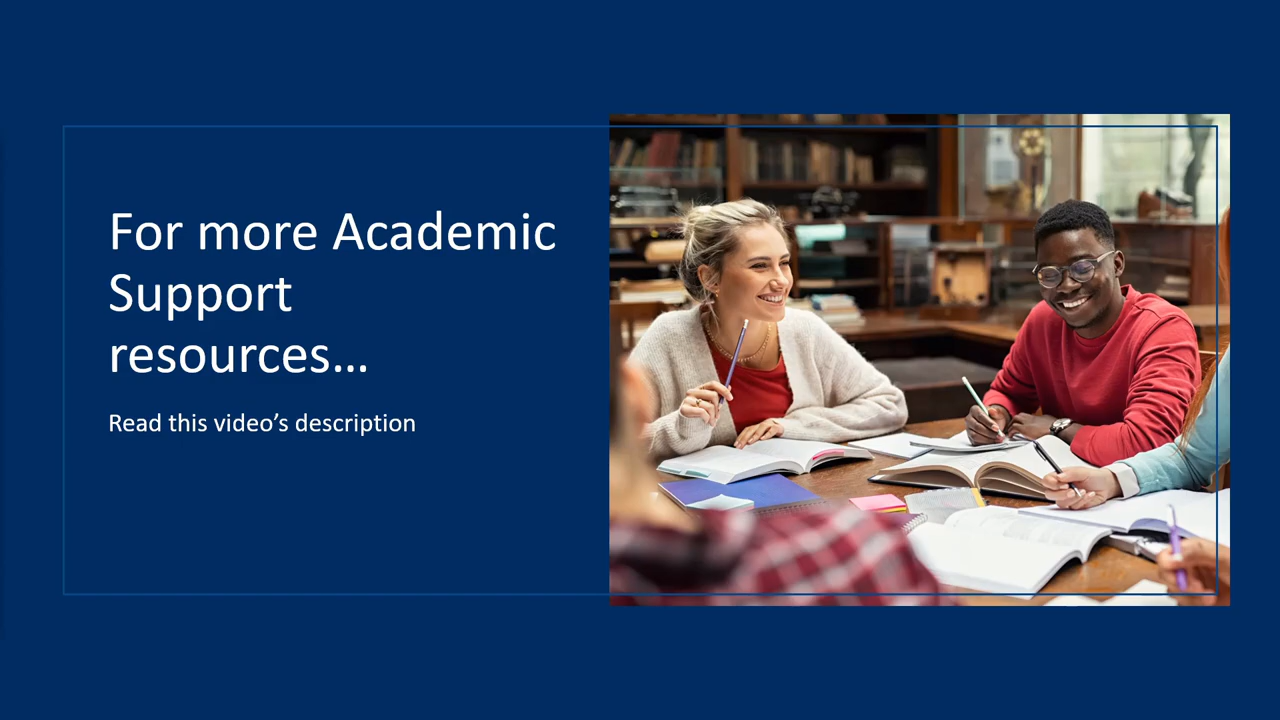 For more Academic
Support
resources…
Read this video’s description